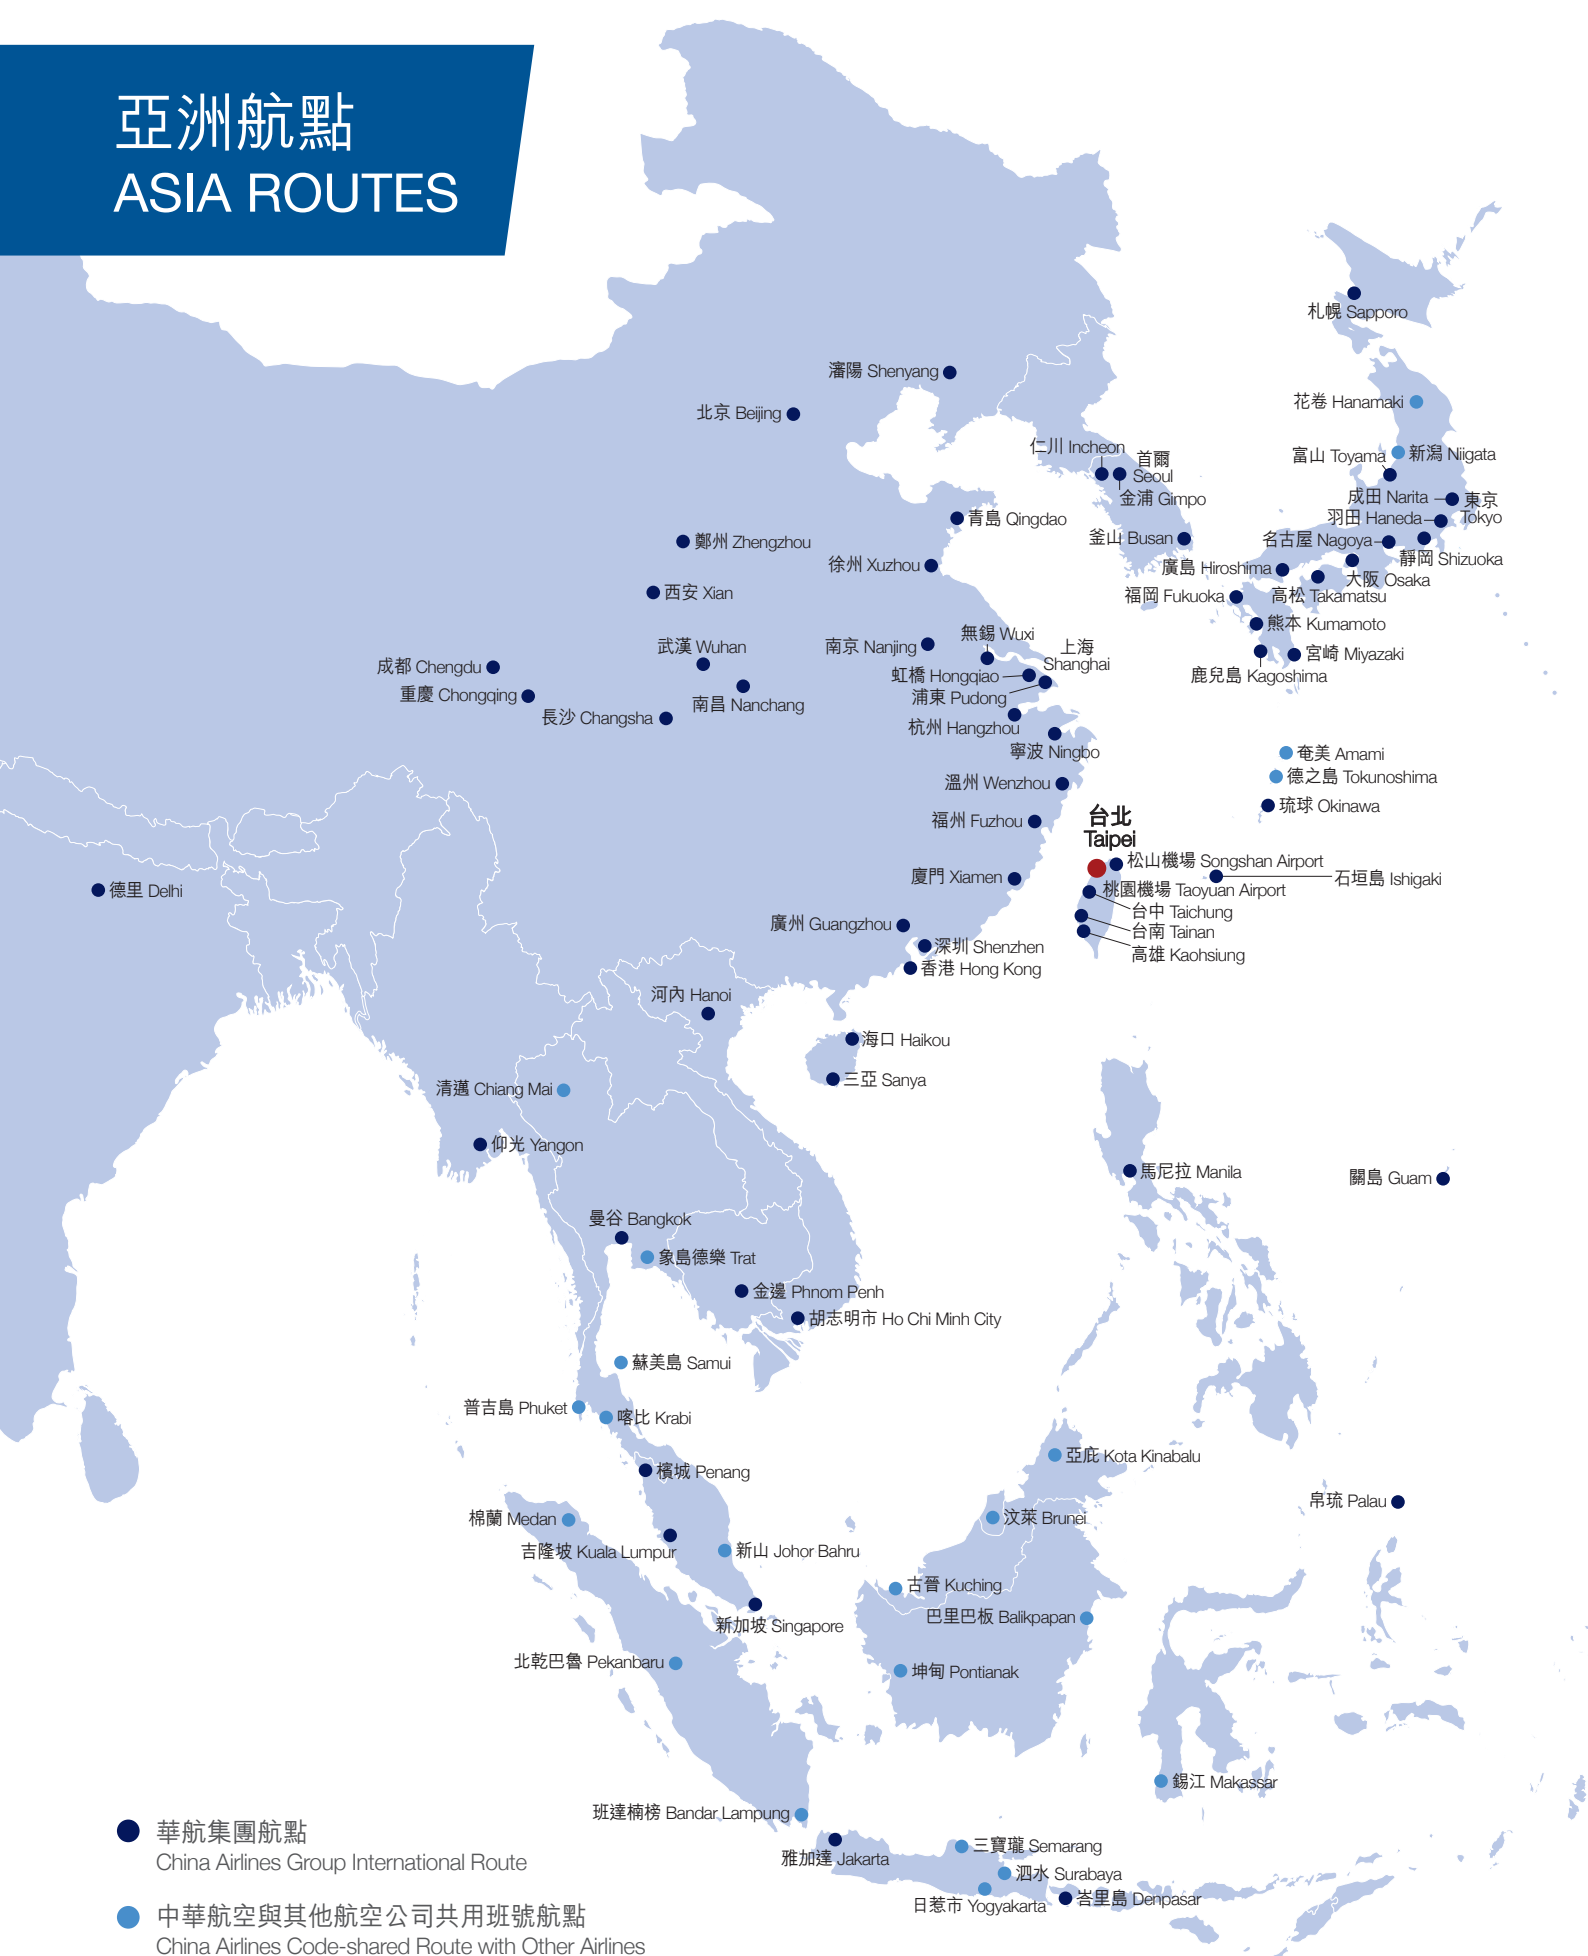 亞洲航點
ASIA ROUTES
札幌 Sapporo
瀋陽 Shenyang
花卷 Hanamaki
北京 Beijing
仁川 Incheon
首爾
Seoul
金浦 Gimpo
富山 Toyama
新潟 Niigata
成田 Narita
東京
Tokyo
羽田 Haneda
青島 Qingdao
釜山 Busan
名古屋 Nagoya
靜岡 Shizuoka
鄭州 Zhengzhou
徐州 Xuzhou
廣島 Hiroshima
大阪 Osaka
西安 Xian
福岡 Fukuoka
高松 Takamatsu
熊本 Kumamoto
武漢 Wuhan
南京 Nanjing
無錫 Wuxi
上海
Shanghai
宮崎 Miyazaki
成都 Chengdu
虹橋 Hongqiao
鹿兒島 Kagoshima
重慶 Chongqing
南昌 Nanchang
浦東 Pudong
長沙 Changsha
杭州 Hangzhou
寧波 Ningbo
奄美 Amami
溫州 Wenzhou
德之島 Tokunoshima
琉球 Okinawa
福州 Fuzhou
台北
Taipei
松山機場 Songshan Airport
廈門 Xiamen
石垣島 Ishigaki
德里 Delhi
桃園機場 Taoyuan Airport
台中 Taichung
廣州 Guangzhou
台南 Tainan
深圳 Shenzhen
高雄 Kaohsiung
香港 Hong Kong
河內 Hanoi
海口 Haikou
三亞 Sanya
清邁 Chiang Mai
仰光 Yangon
馬尼拉 Manila
關島 Guam
曼谷 Bangkok
象島德樂 Trat
金邊 Phnom Penh
胡志明市 Ho Chi Minh City
蘇美島 Samui
普吉島 Phuket
喀比 Krabi
亞庇 Kota Kinabalu
檳城 Penang
帛琉 Palau
棉蘭 Medan
汶萊 Brunei
吉隆坡 Kuala Lumpur
新山 Johor Bahru
古晉 Kuching
新加坡 Singapore
巴里巴板 Balikpapan
北乾巴魯 Pekanbaru
坤甸 Pontianak
錫江 Makassar
班達楠榜 Bandar Lampung
雅加達 Jakarta
三寶瓏 Semarang
泗水 Surabaya
日惹市 Yogyakarta
峇里島 Denpasar
華航集團航點
China Airlines Group International Route
中華航空與其他航空公司共用班號航點
China Airlines Code-shared Route with Other Airlines